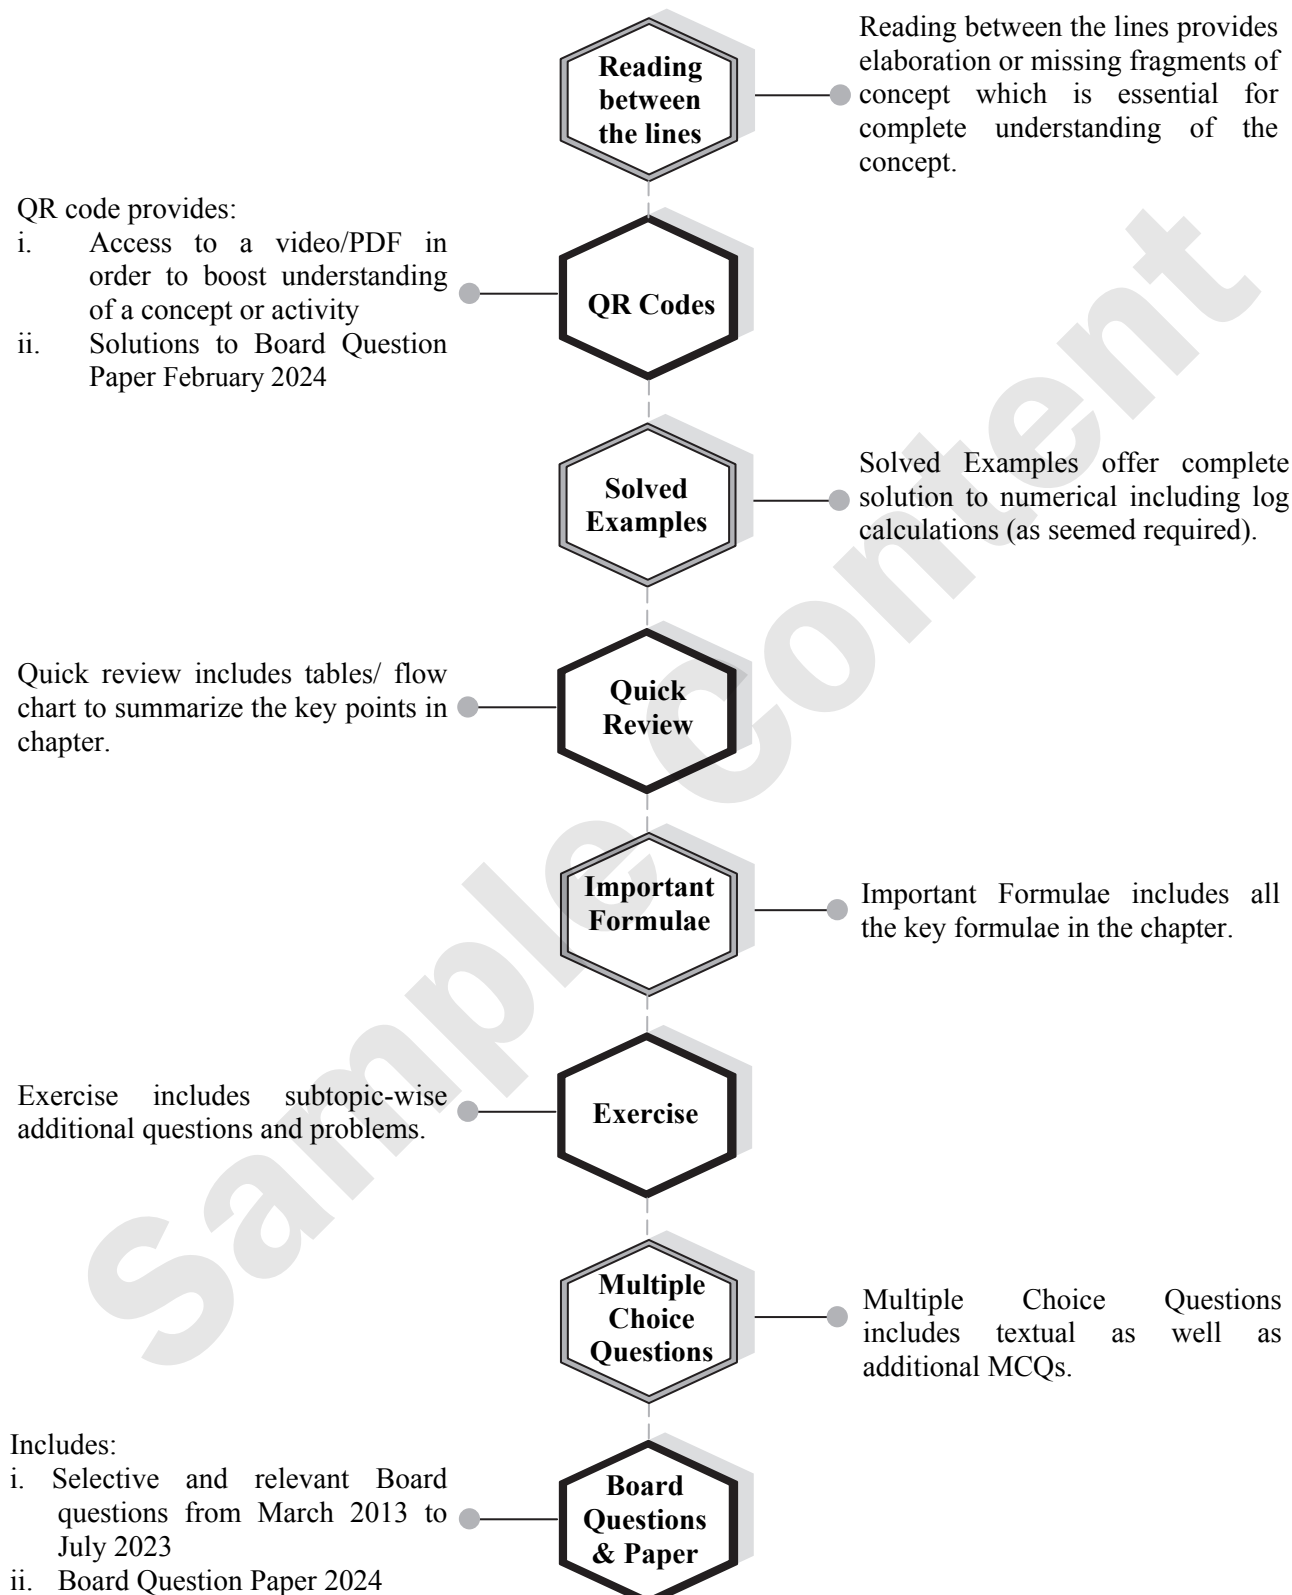 Reading
between
the lines
Reading between the lines provides
elaboration or missing fragments of
concept which is essential for
complete understanding of the
concept.
QR code provides:
i. Access to a video/PDF in
order to boost understanding
of a concept or activity
ii. Solutions to Board Question
Paper February 2024
QR Codes
Solved
Examples
Solved Examples offer complete
solution to numerical including log
calculations (as seemed required).
Quick review includes tables/ flow
chart to summarize the key points in
chapter.
Quick
Review
Important
Formulae
Important Formulae includes all
the key formulae in the chapter.
Exercise includes subtopic-wise
additional questions and problems.
Exercise
Multiple
Choice
Questions
Multiple Choice Questions
includes textual as well as
additional MCQs.
Includes:
i. Selective and relevant Board
questions from March 2013 to
July 2023
ii. Board Question Paper 2024
Board
Questions
& Paper
Sample Content